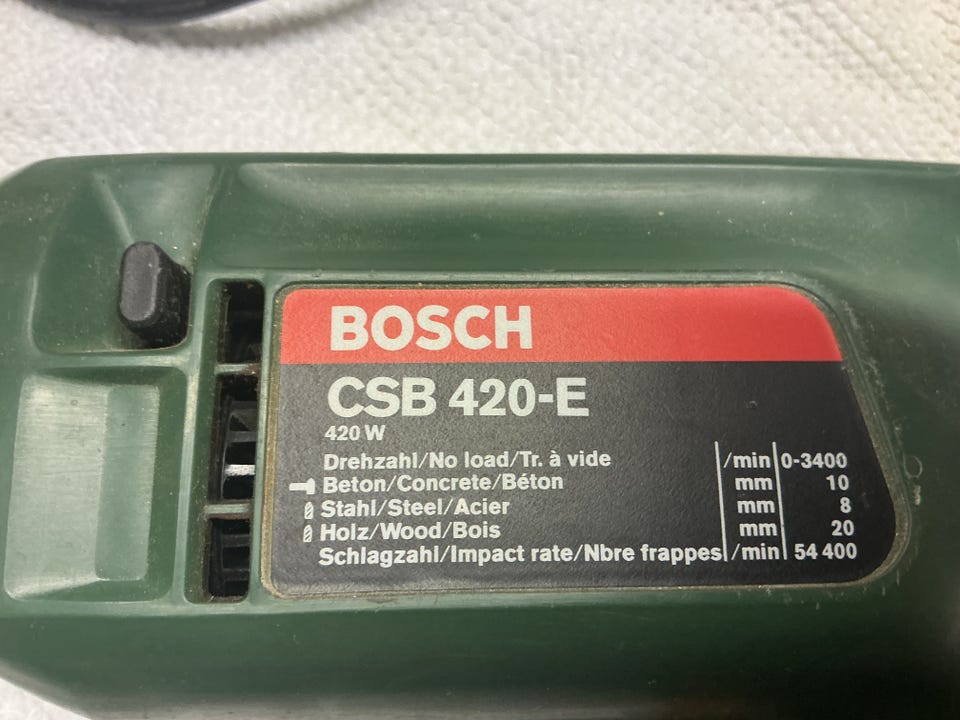 BOSCH
CSB 420-E
420 W
Drehzahl/No load/Tr. à vide /min 0-3400
Beton/Concrete/Béton mm 10
Stahl/Steel/Acier mm 8
Holz/Wood/Bois mm 20
Schlagzahl/Impact rate/Nbre frappes /min 54 400